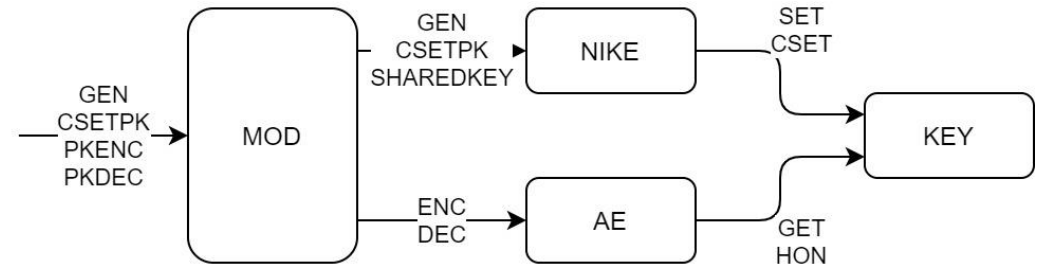 GEN
CSETPK
PKENC
PKDEC
MOD
GEN
CSETPK
SHAREDKEY
NIKE
SET
CSET
KEY
ENC
DEC
AE
GET
HON